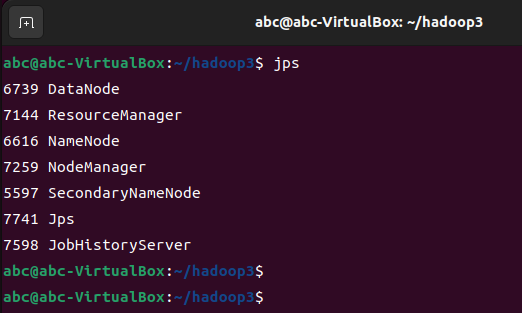 abc@abc-VirtualBox: ~/hadoop3
abc@abc-VirtualBox:~/hadoop3$ jps
6739 DataNode
7144 ResourceManager
6616 NameNode
7259 NodeManager
5597 SecondaryNameNode
7741 Jps
7598 JobHistoryServer
abc@abc-VirtualBox:~/hadoop3$
abc@abc-VirtualBox:~/hadoop3$